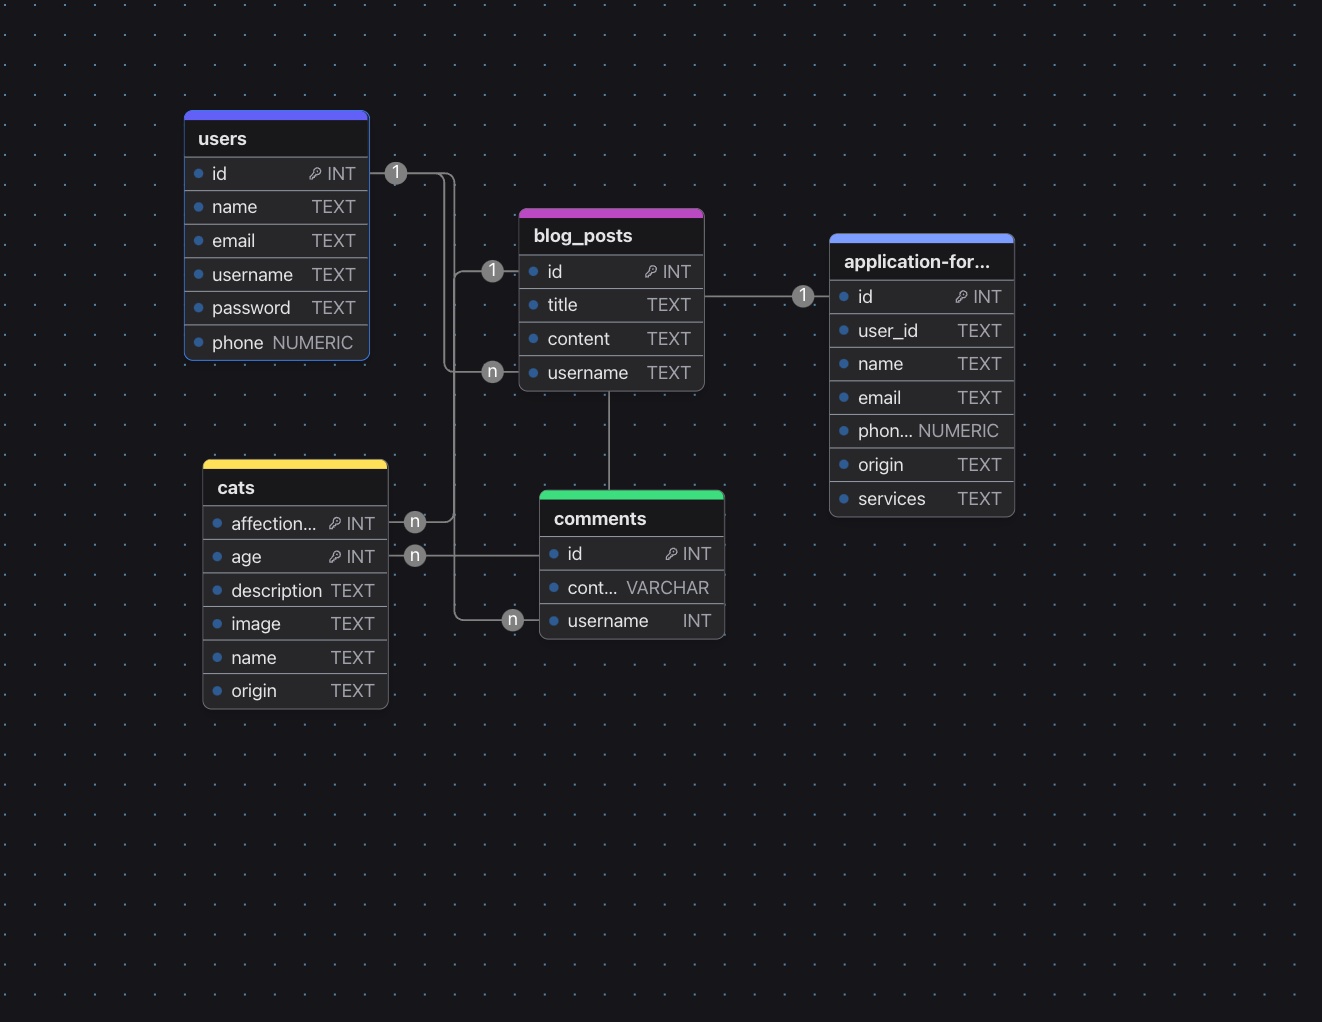 users
id INT
name TEXT
email TEXT
username TEXT
password TEXT
phone NUMERIC
1
blog_posts
id INT
title TEXT
content TEXT
username TEXT
1
n
application-for...
id INT
user_id TEXT
name TEXT
email TEXT
phon... NUMERIC
origin TEXT
services TEXT
1
cats
affection... INT
age INT
description TEXT
image TEXT
name TEXT
origin TEXT
n
n
comments
id INT
cont... VARCHAR
username INT
n